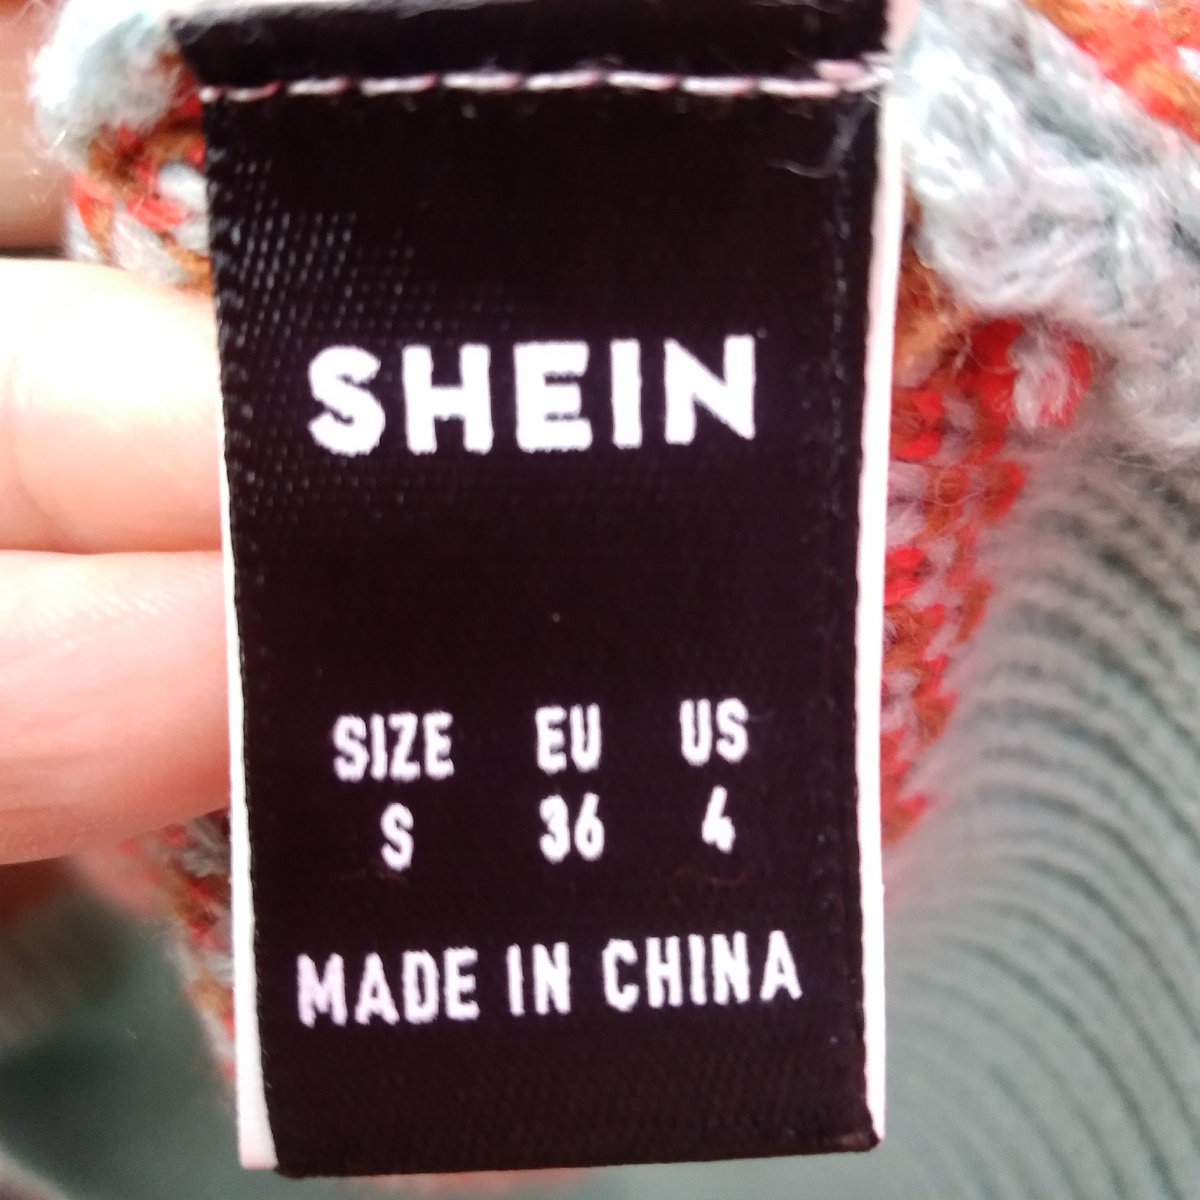 SHEIN
SIZE EU US
S 36 4
MADE IN CHINA